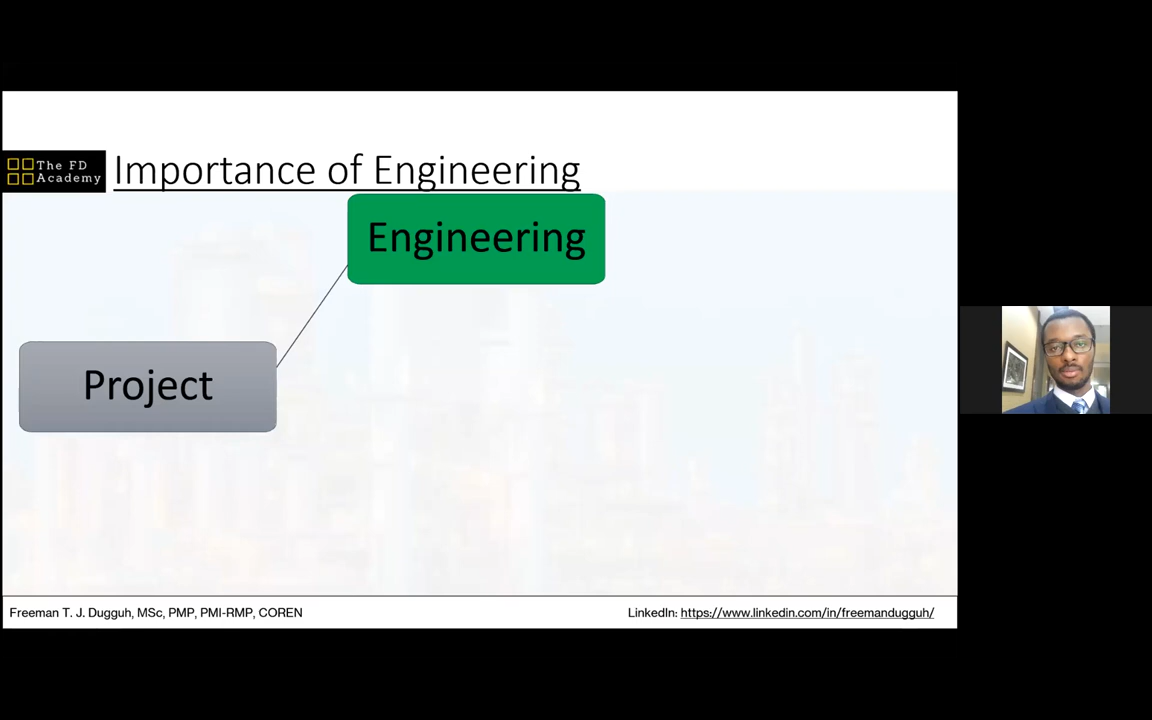 The FD
Academy
Importance of Engineering
Engineering
Project
Freeman T. J. Dugguh, MSc, PMP, PMI-RMP, COREN
LinkedIn: https://www.linkedin.com/in/freemandugguh/